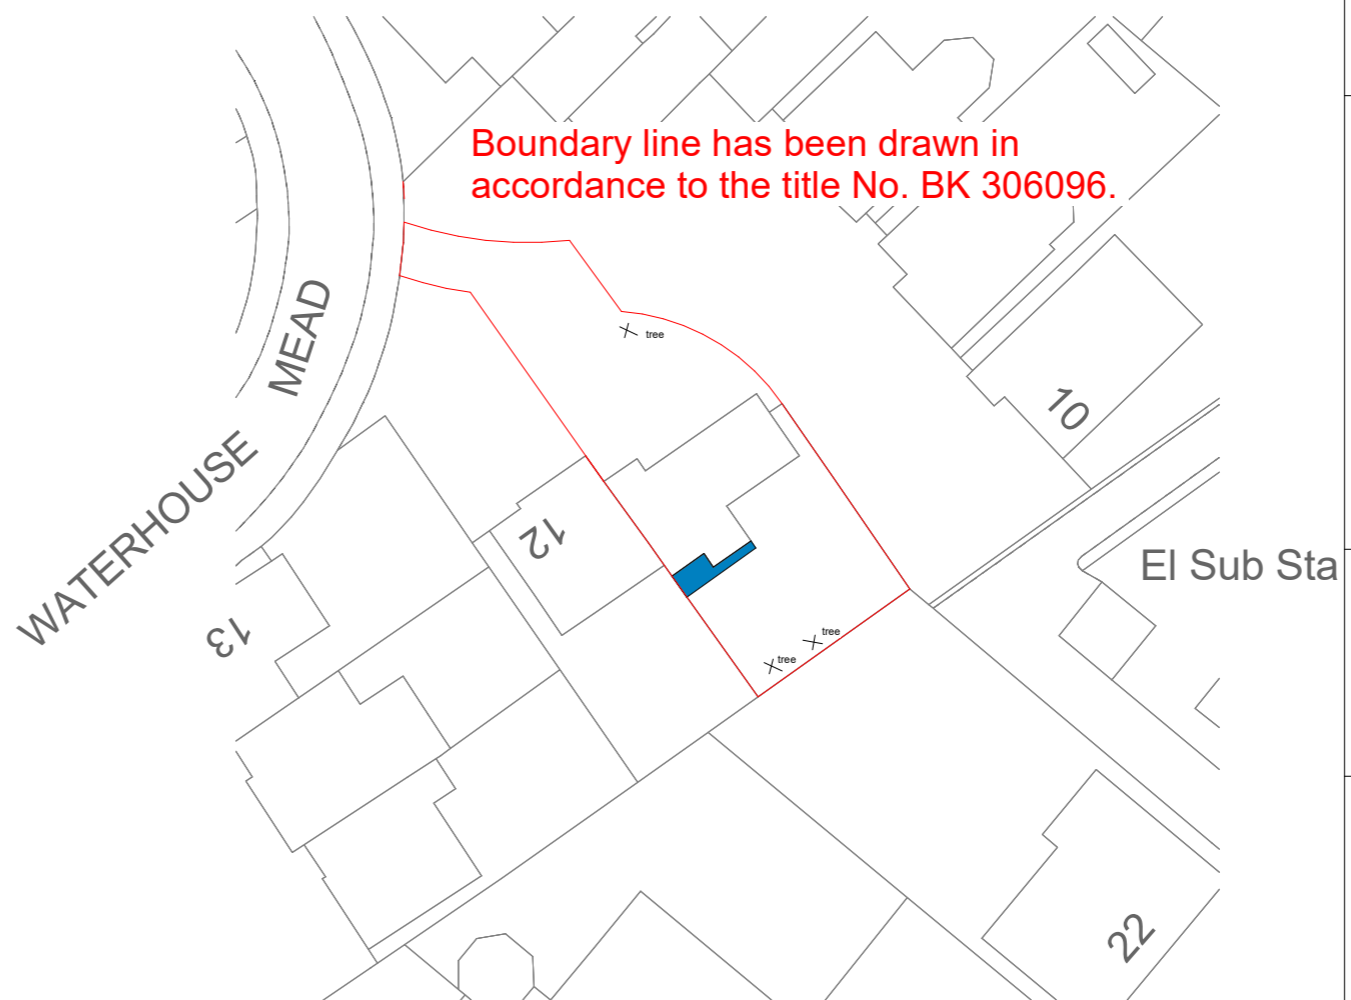 Boundary line has been drawn in
accordance to the title No. BK 306096.
MEAD
WATERHOUSE
tree
10
12
El Sub Sta
13
tree
tree
22